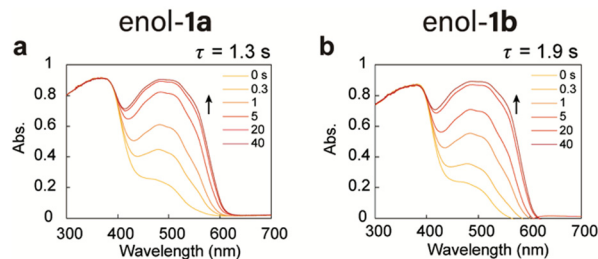 enol-1a
a
τ = 1.3 s
1
0.8
0.6
0.4
0.2
0
Abs.
0 s
0.3
1
5
20
40
300 400 500 600 700
Wavelength (nm)
enol-1b
b
τ = 1.9 s
1
0.8
0.6
0.4
0.2
0
Abs.
0 s
0.3
1
5
20
40
300 400 500 600 700
Wavelength (nm)